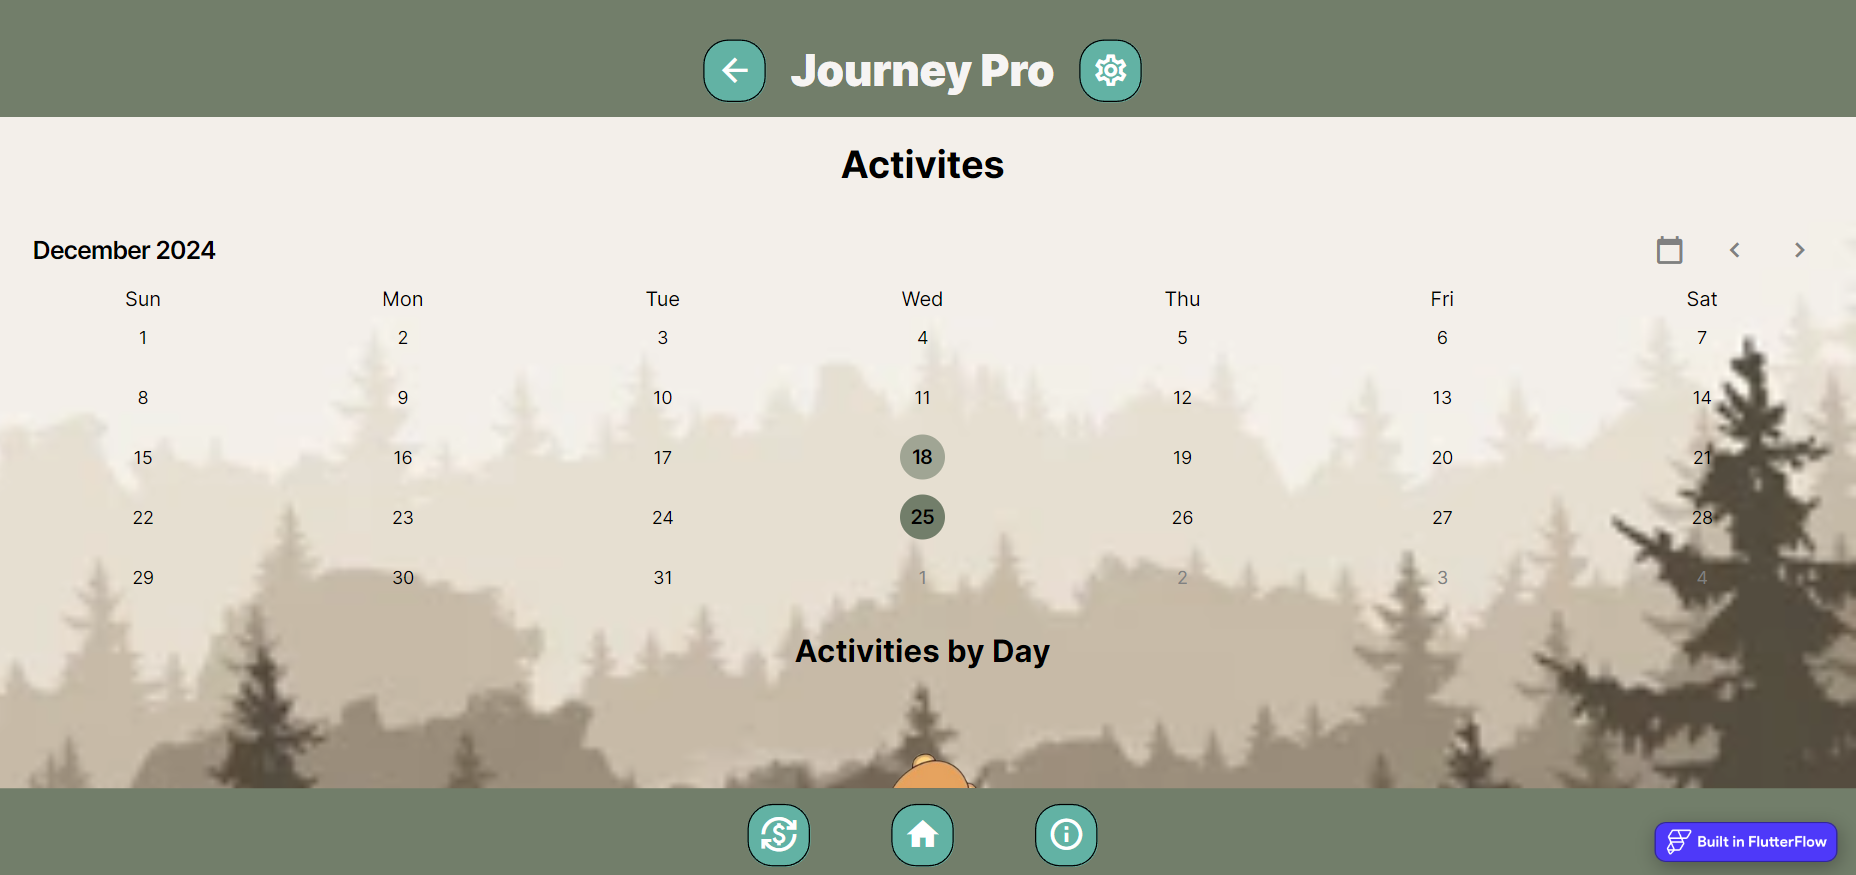 Journey Pro
Activites
December 2024
Sun Mon Tue Wed Thu Fri Sat
1 2 3 4 5 6 7
8 9 10 11 12 13 14
15 16 17 18 19 20 21
22 23 24 25 26 27 28
29 30 31 1 2 3 4
Activities by Day
Built in FlutterFlow